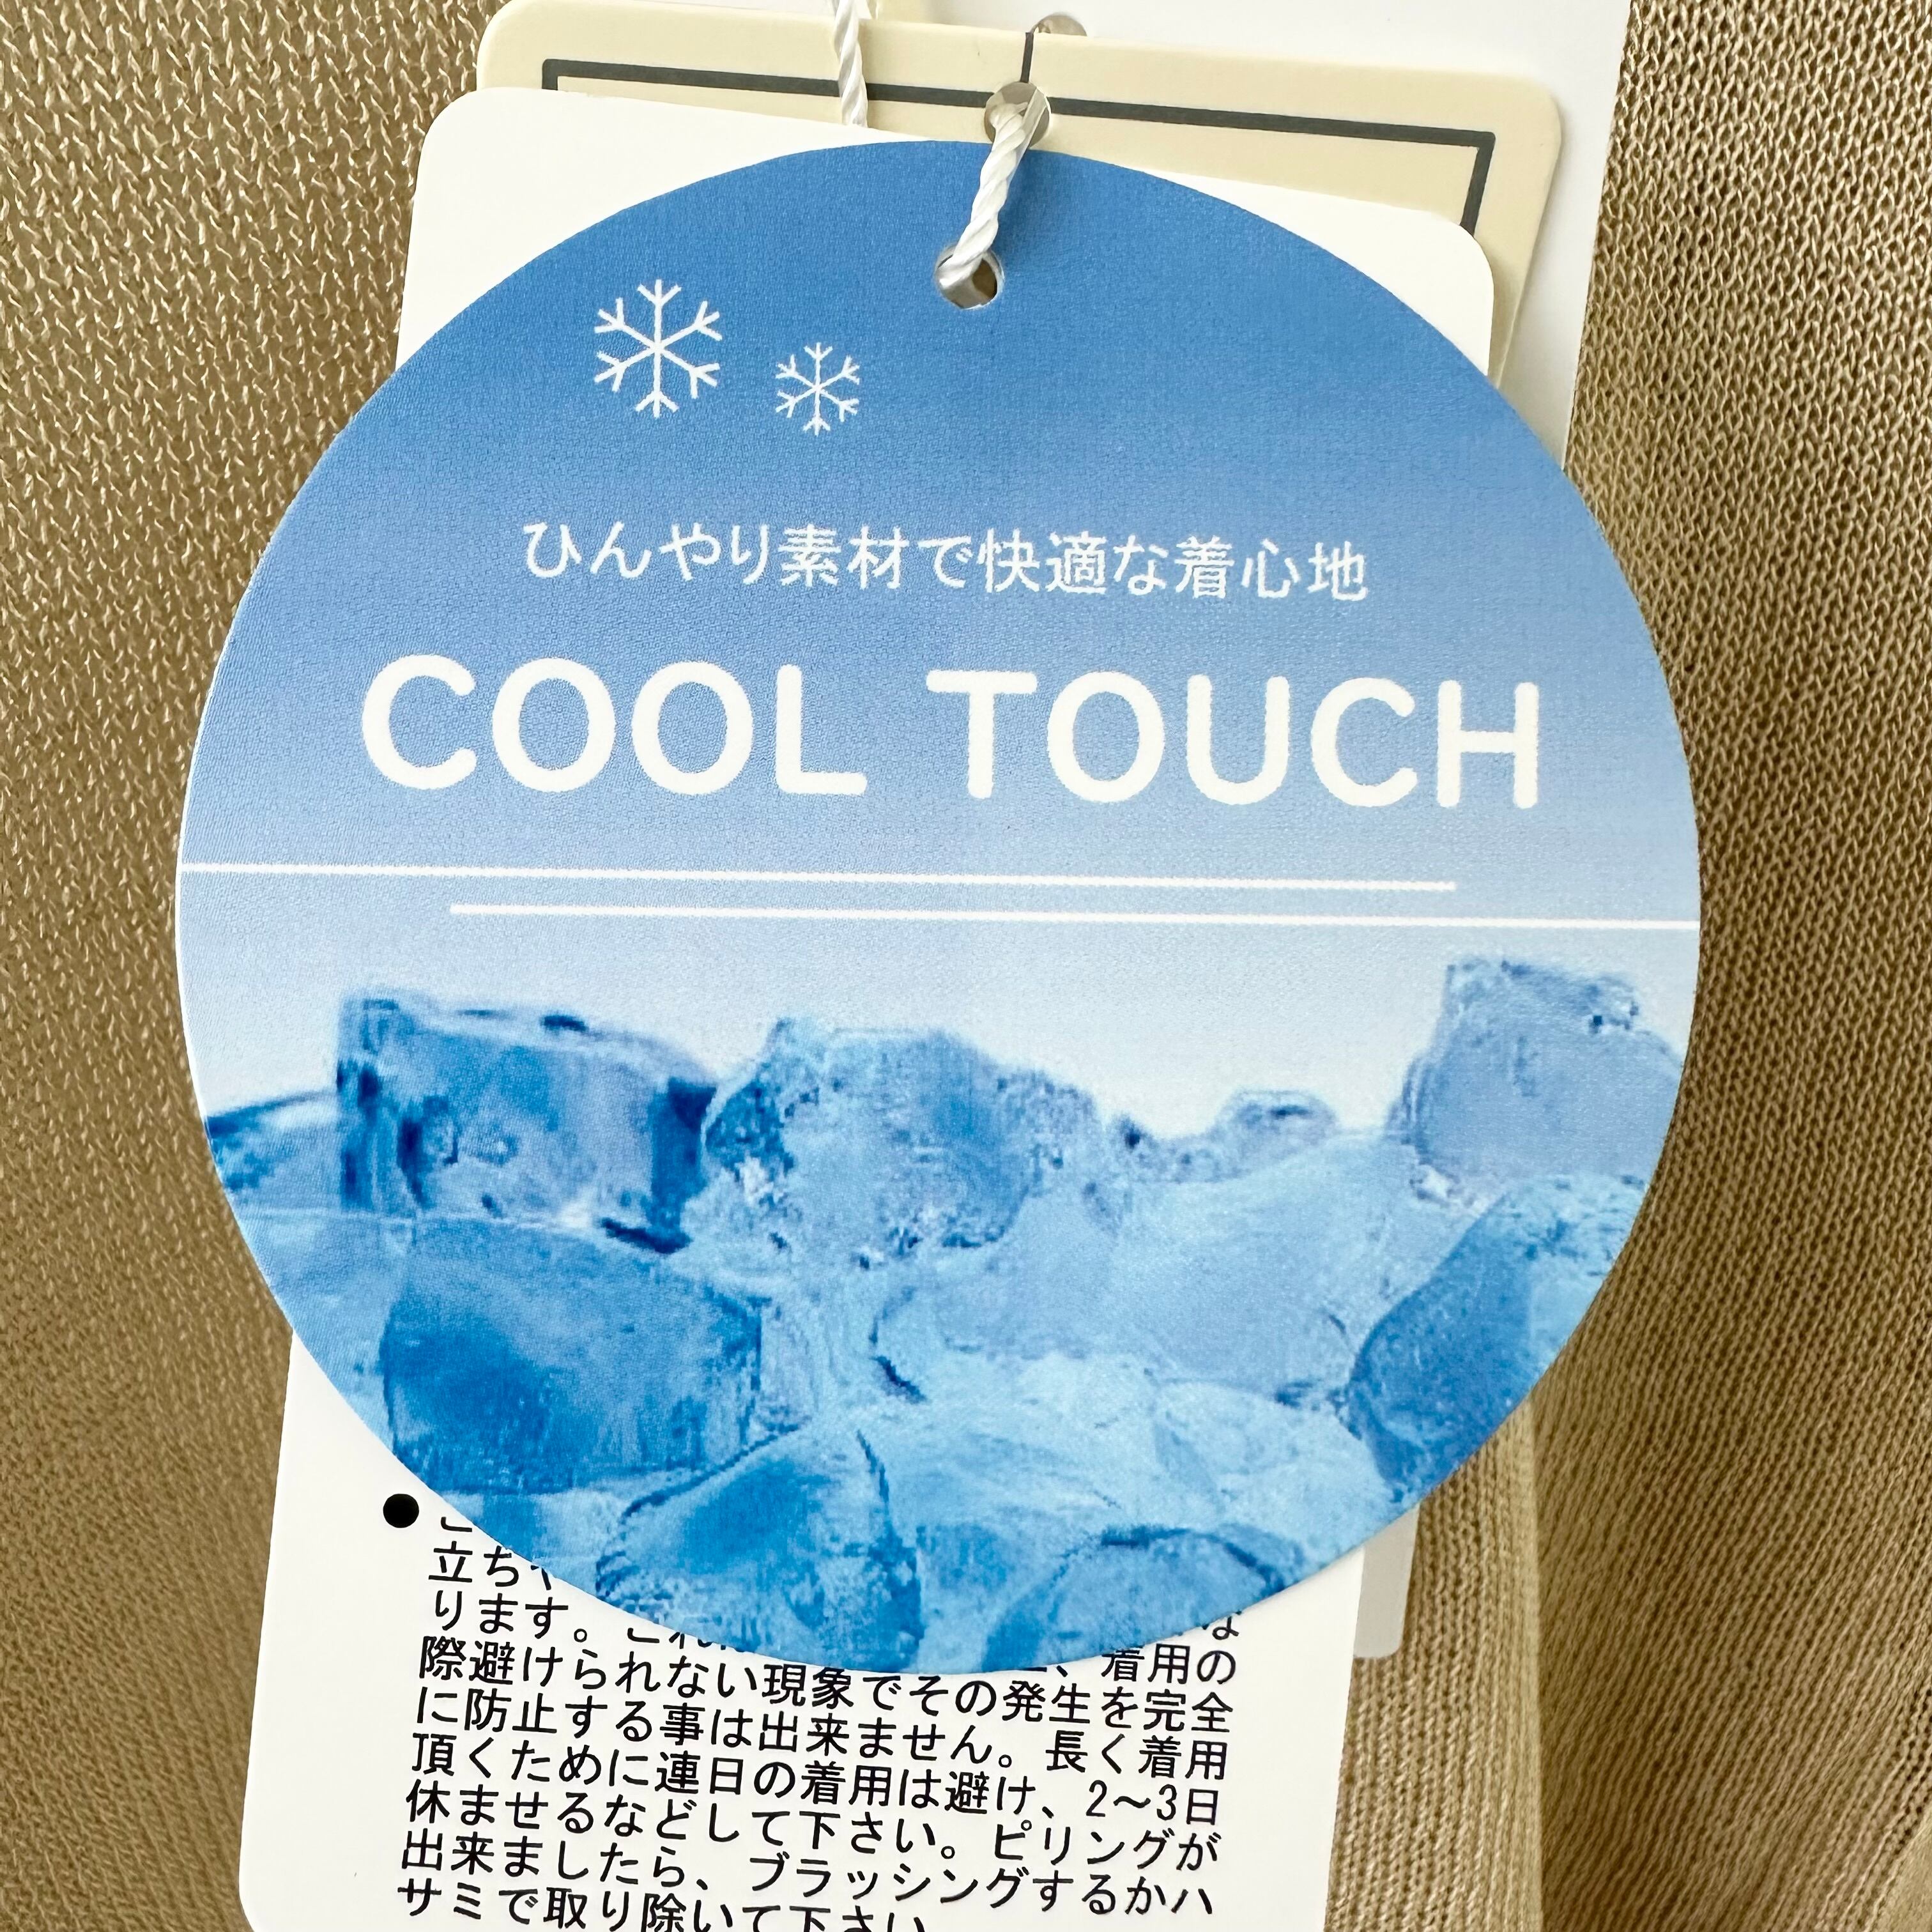 ひんやり素材で快適な着心地
COOL TOUCH
●
立ち
ります。
、着用の
際避けられない現象でその発生を完全
に防止する事は出来ません。長く着用
頂くために連日の着用は避け、2〜3日
休ませるなどして下さい。ピリングが
出来ましたら、ブラッシングするかハ
サミで取り除いて下さい。